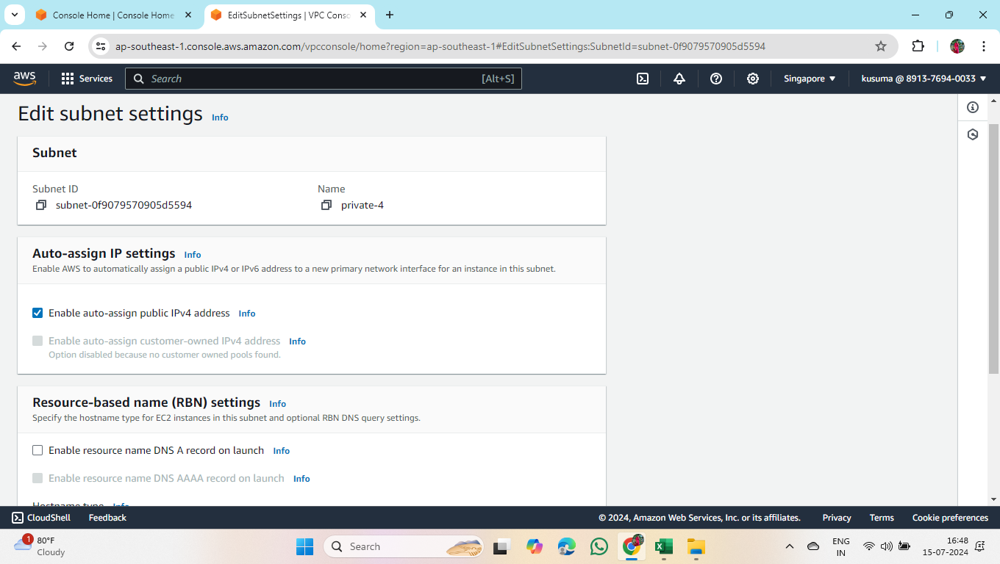 Console Home | Console Home
EditSubnetSettings | VPC Conso
ap-southeast-1.console.aws.amazon.com/vpcconsole/home?region=ap-southeast-1#EditSubnetSettings:SubnetId=subnet-0f9079570905d5594
aws
Services
Search
[Alt+S]
Singapore
kusuma @ 8913-7694-0033
Edit subnet settings Info
Subnet
Subnet ID
subnet-0f9079570905d5594
Name
private-4
Auto-assign IP settings Info
Enable AWS to automatically assign a public IPv4 or IPv6 address to a new primary network interface for an instance in this subnet.
Enable auto-assign public IPv4 address Info
Enable auto-assign customer-owned IPv4 address Info
Option disabled because no customer owned pools found.
Resource-based name (RBN) settings Info
Specify the hostname type for EC2 instances in this subnet and optional RBN DNS query settings.
Enable resource name DNS A record on launch Info
Enable resource name DNS AAAA record on launch Info
Hostname type Info
CloudShell
Feedback
© 2024, Amazon Web Services, Inc. or its affiliates.
Privacy
Terms
Cookie preferences
1
80°F
Cloudy
Search
ENG
IN
16:48
15-07-2024